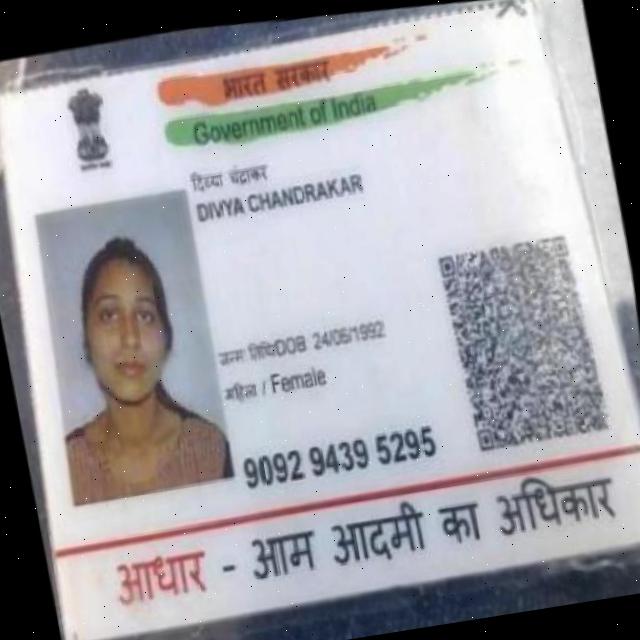 भारत सरकार
Government of India
दिव्या चंद्राकर
DIVYA CHANDRAKAR
जन्म तिथि/DOB 24/06/1992
महिला / Female
9092 9439 5295
आधार - आम आदमी का अधिकार